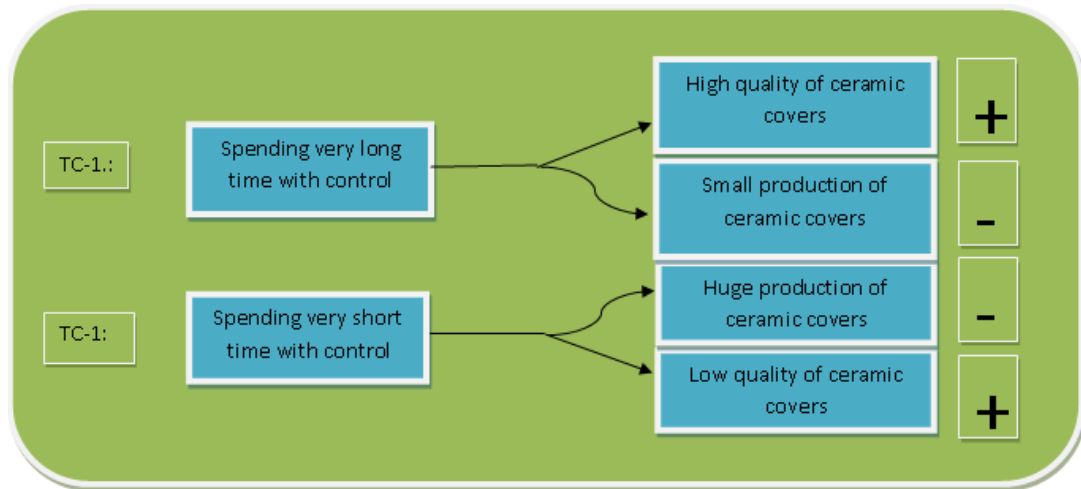 High quality of ceramic
covers
+
TC-1.:
Spending very long
time with control
Small production of
ceramic covers
-
Huge production of
ceramic covers
-
TC-1:
Spending very short
time with control
Low quality of ceramic
covers
+